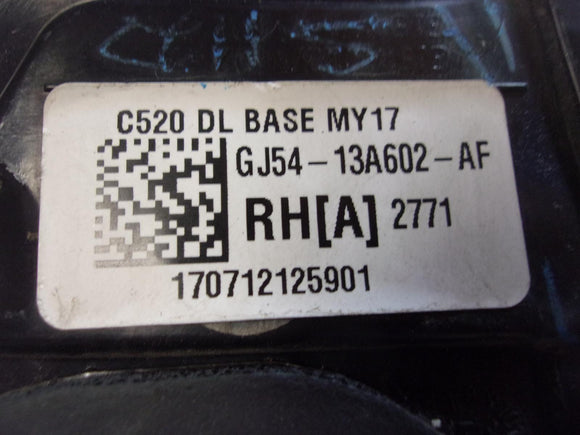 C520 DL BASE MY17
GJ54-13A602-AF
RH[A] 2771
170712125901